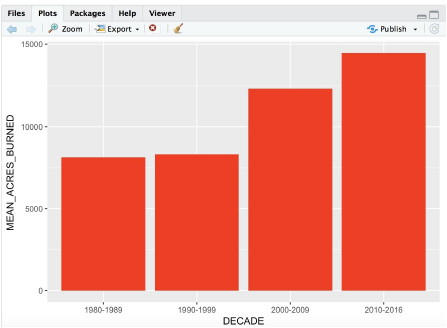 Files Plots Packages Help Viewer
Zoom Export Publish
15000
10000
5000
0
MEAN_ACRES_BURNED
1980-1989 1990-1999 2000-2009 2010-2016
DECADE